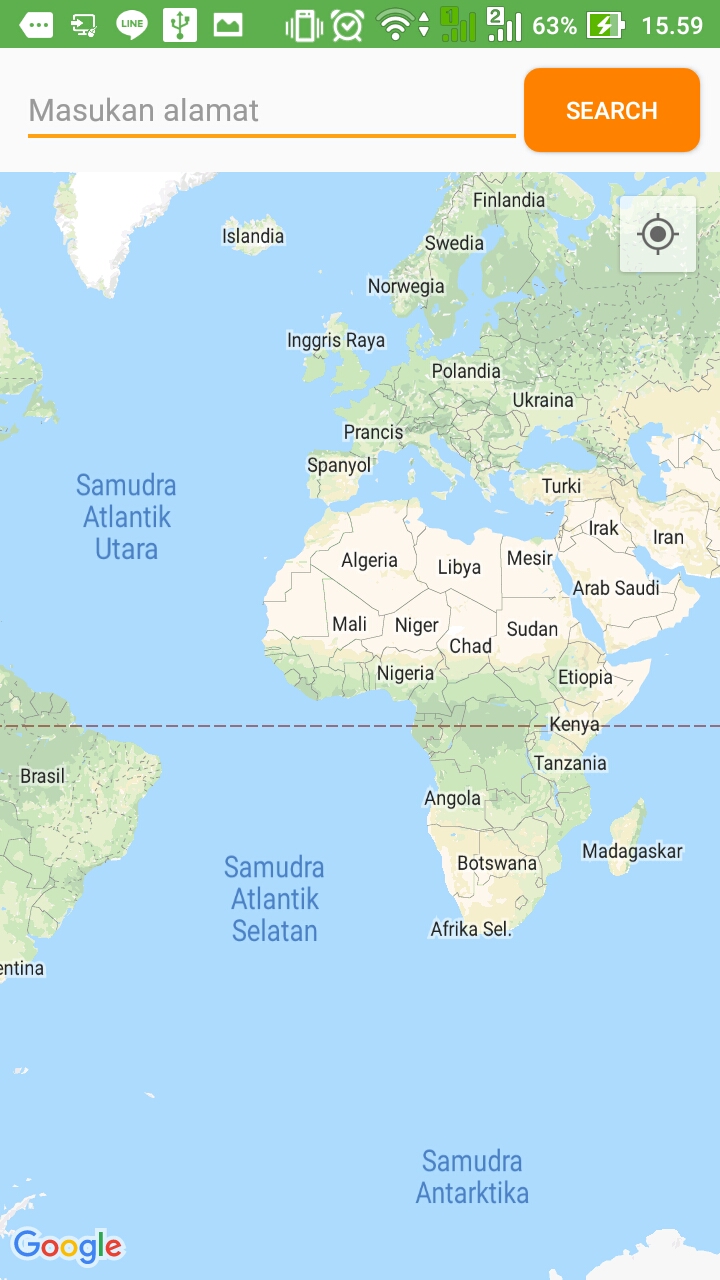 LINE 1 2 63% 15.59
Masukan alamat
SEARCH
Finlandia
Islandia
Swedia
Norwegia
Inggris Raya
Polandia
Ukraina
Prancis
Spanyol
Turki
Samudra
Atlantik
Utara
Irak
Iran
Algeria
Libya
Mesir
Arab Saudi
Mali
Niger
Chad
Sudan
Nigeria
Etiopia
Kenya
Tanzania
Brasil
Angola
Madagaskar
Botswana
Samudra
Atlantik
Selatan
Afrika Sel.
entina
Samudra
Antarktika
Google